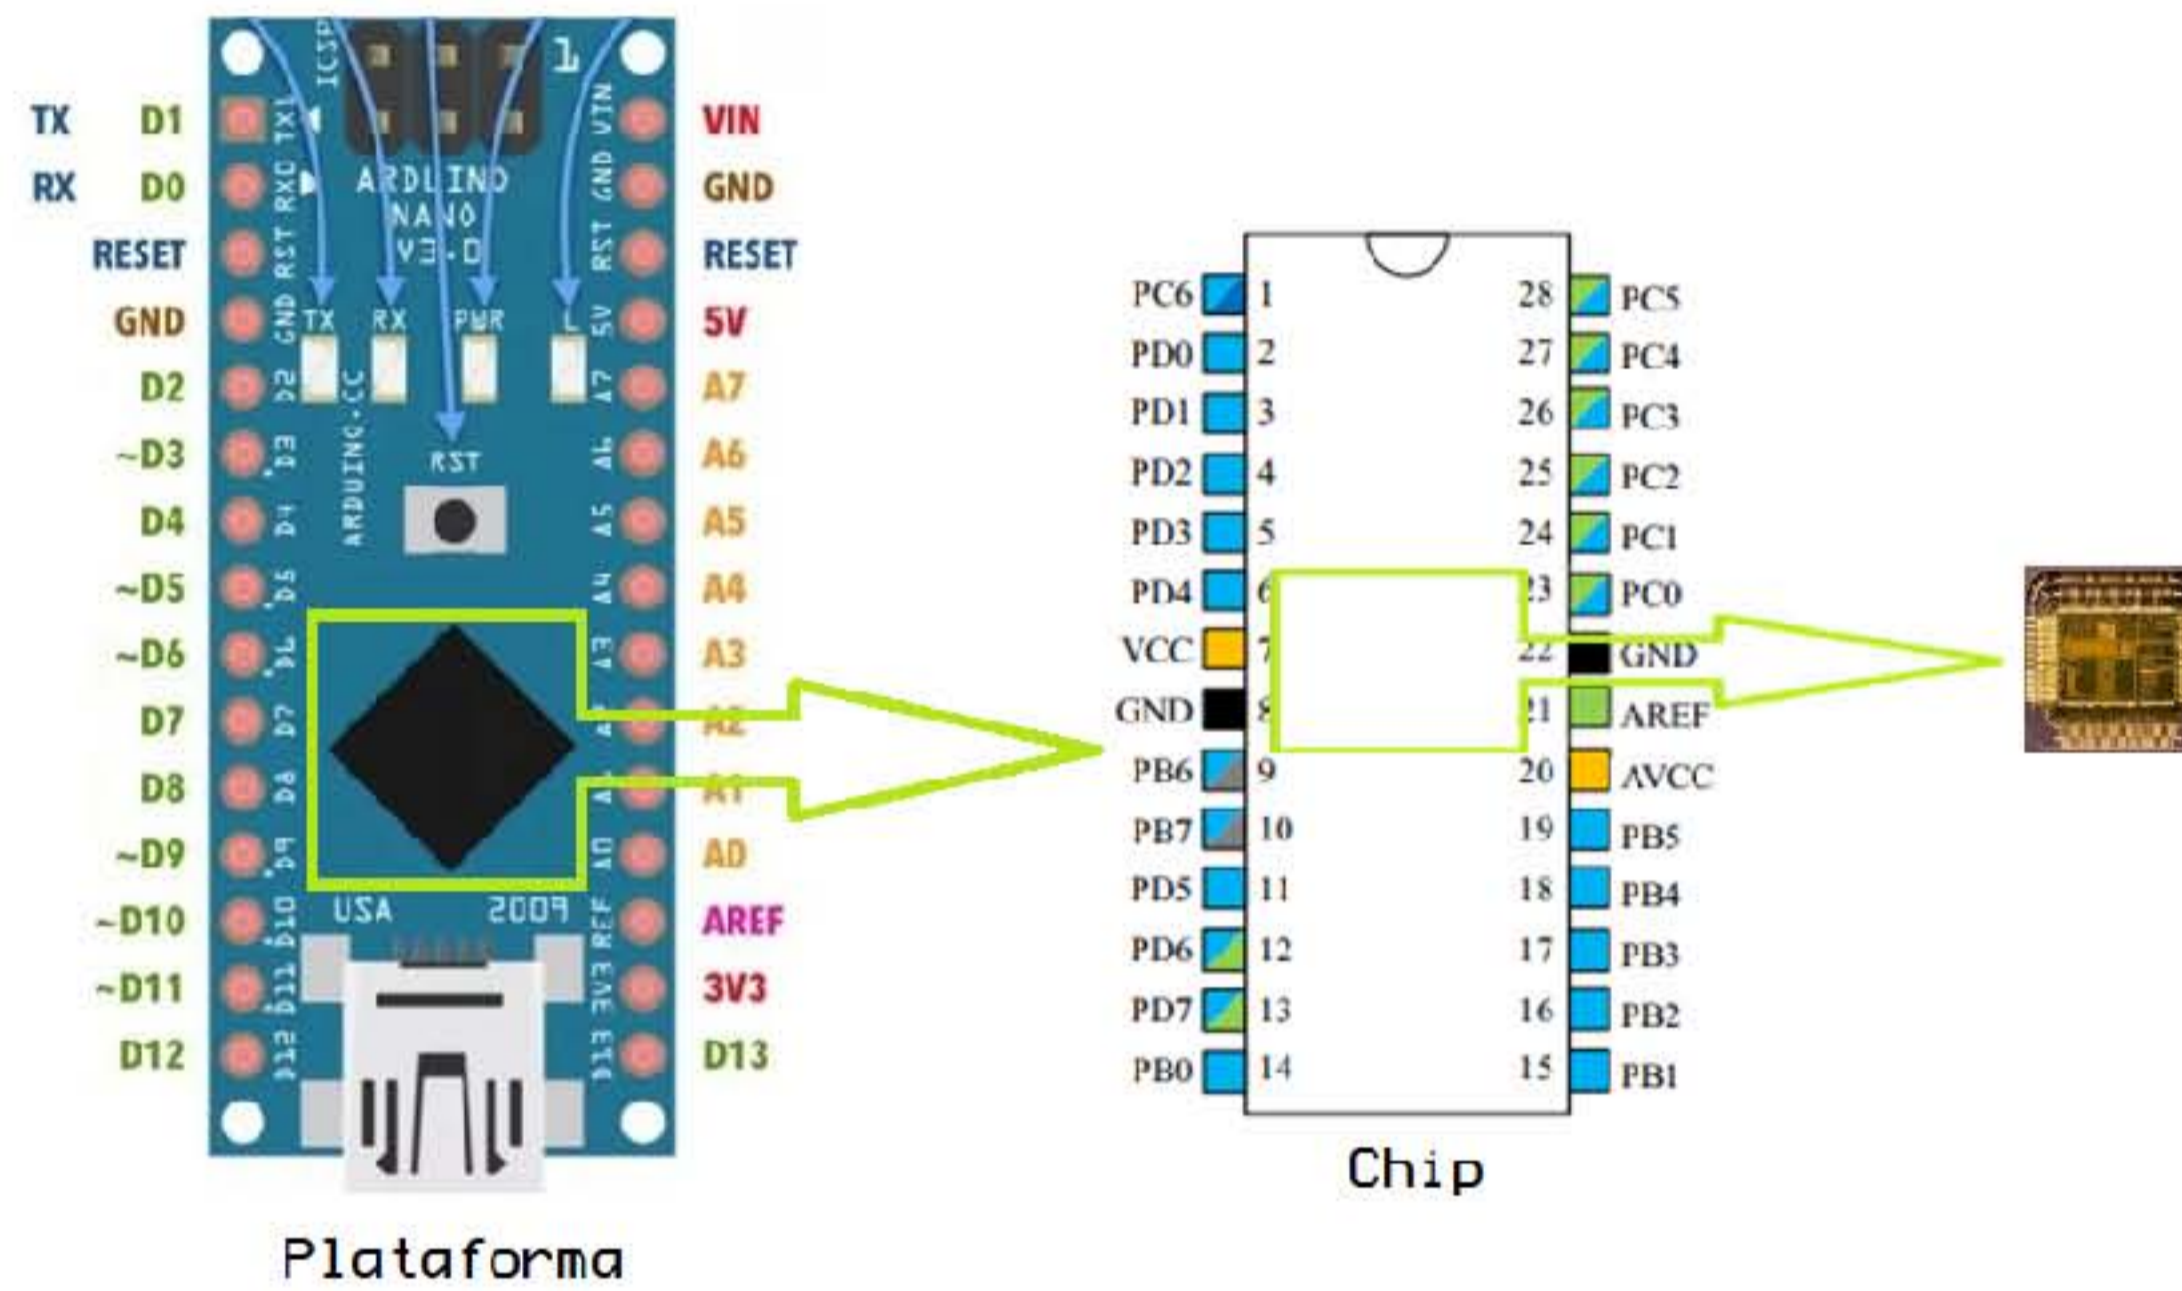 TX D1
RX D0
RESET
GND
D2
~D3
D4
~D5
~D6
D7
D8
~D9
~D10
~D11
D12
ICSP
1
TX1
RX0
RST
GND
D2
D3
D4
D5
D6
D7
D8
D9
D10
D11
D12
ARDUINO
NANO
V3.0
TX RX PWR L
ARDUINO.CC
RST
USA 2009
VIN
GND
RST
5V
A7
A6
A5
A4
A3
A0
REF
3V3
D13
VIN
GND
RESET
5V
A7
A6
A5
A4
A3
A2
A1
A0
AREF
3V3
D13
Plataforma
PC6 1 28 PC5
PD0 2 27 PC4
PD1 3 26 PC3
PD2 4 25 PC2
PD3 5 24 PC1
PD4 6 23 PC0
VCC 7 22 GND
GND 8 21 AREF
PB6 9 20 AVCC
PB7 10 19 PB5
PD5 11 18 PB4
PD6 12 17 PB3
PD7 13 16 PB2
PB0 14 15 PB1
Chip